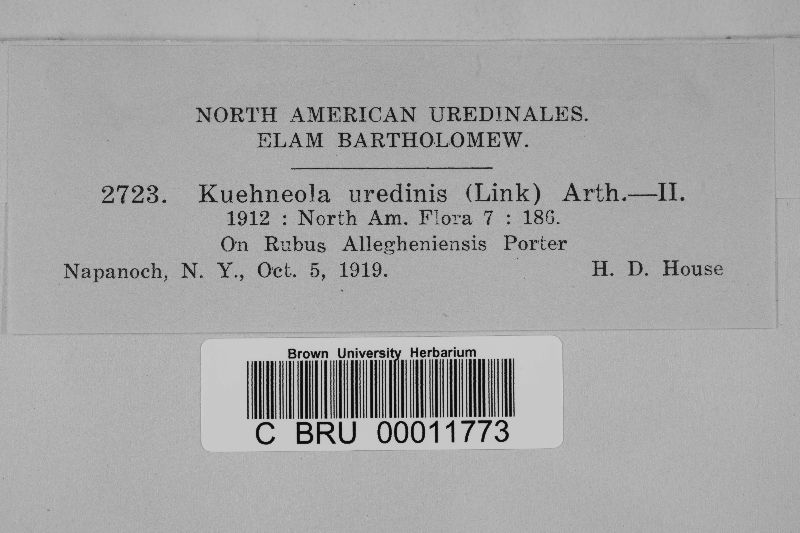 NORTH AMERICAN UREDINALES.
ELAM BARTHOLOMEW.
2723. Kuehneola uredinis (Link) Arth.—II.
1912 : North Am. Flora 7 : 186.
On Rubus Allegheniensis Porter
Napanoch, N. Y., Oct. 5, 1919. H. D. House
Brown University Herbarium
C BRU 00011773